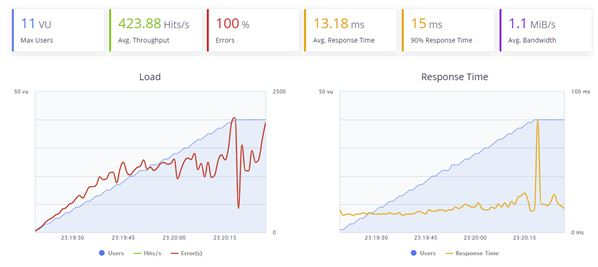 11 VU
Max Users
423.88 Hits/s
Avg. Throughput
100 %
Errors
13.18 ms
Avg. Response Time
15 ms
90% Response Time
1.1 MiB/s
Avg. Bandwidth
Load
50 vu
2500
0
23:19:30 23:19:45 23:20:00 23:20:15
Users Hits/s Error(s)
Response Time
50 vu
100 ms
0 ms
23:19:30 23:19:45 23:20:00 23:20:15
Users Response Time